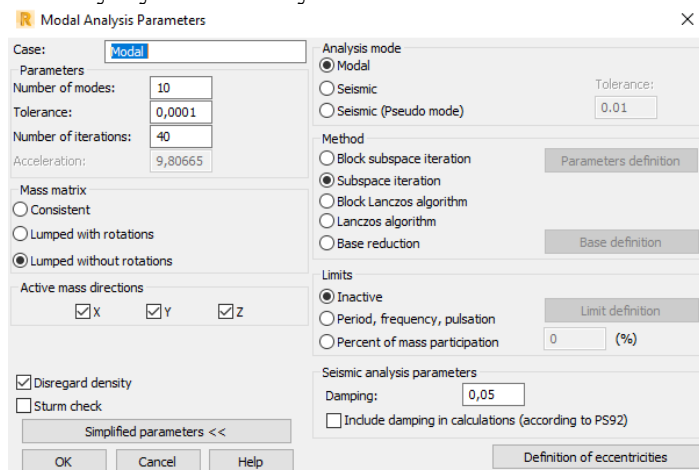 Modal Analysis Parameters
Case: Modal
Parameters
Number of modes: 10
Tolerance: 0,0001
Number of iterations: 40
Acceleration: 9,80665
Mass matrix
Consistent
Lumped with rotations
Lumped without rotations
Active mass directions
X Y Z
Disregard density
Sturm check
Simplified parameters <<
OK Cancel Help
Analysis mode
Modal
Seismic
Seismic (Pseudo mode)
Tolerance:
0.01
Method
Block subspace iteration
Parameters definition
Subspace iteration
Block Lanczos algorithm
Lanczos algorithm
Base reduction
Base definition
Limits
Inactive
Period, frequency, pulsation
Limit definition
Percent of mass participation
0 (%)
Seismic analysis parameters
Damping: 0,05
Include damping in calculations (according to PS92)
Definition of eccentricities